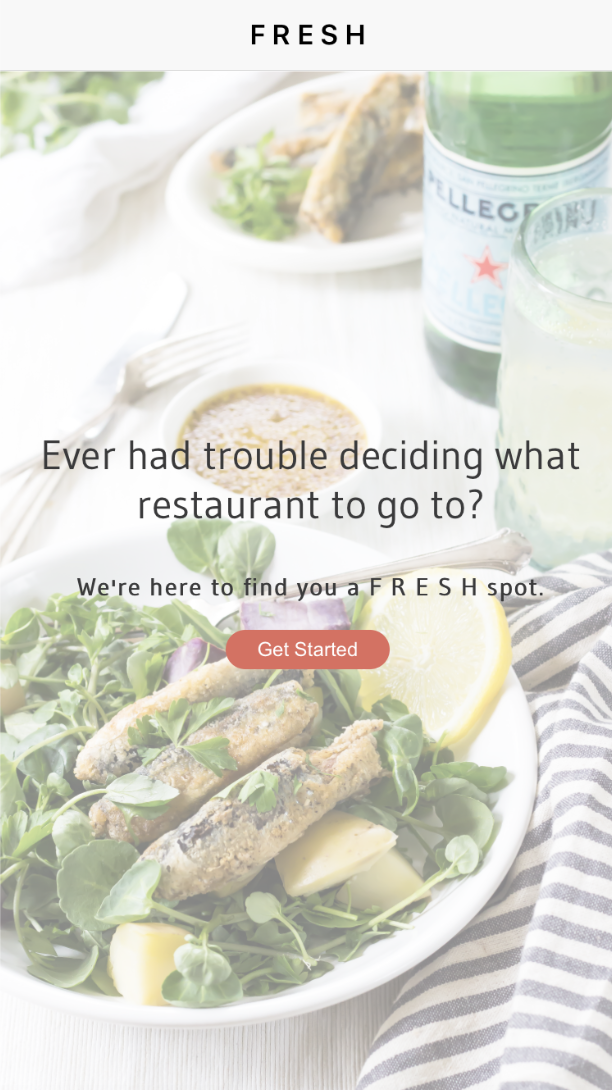 FRESH
PELLEGR
Ever had trouble deciding what
restaurant to go to?
We're here to find you a F R E S H spot.
Get Started